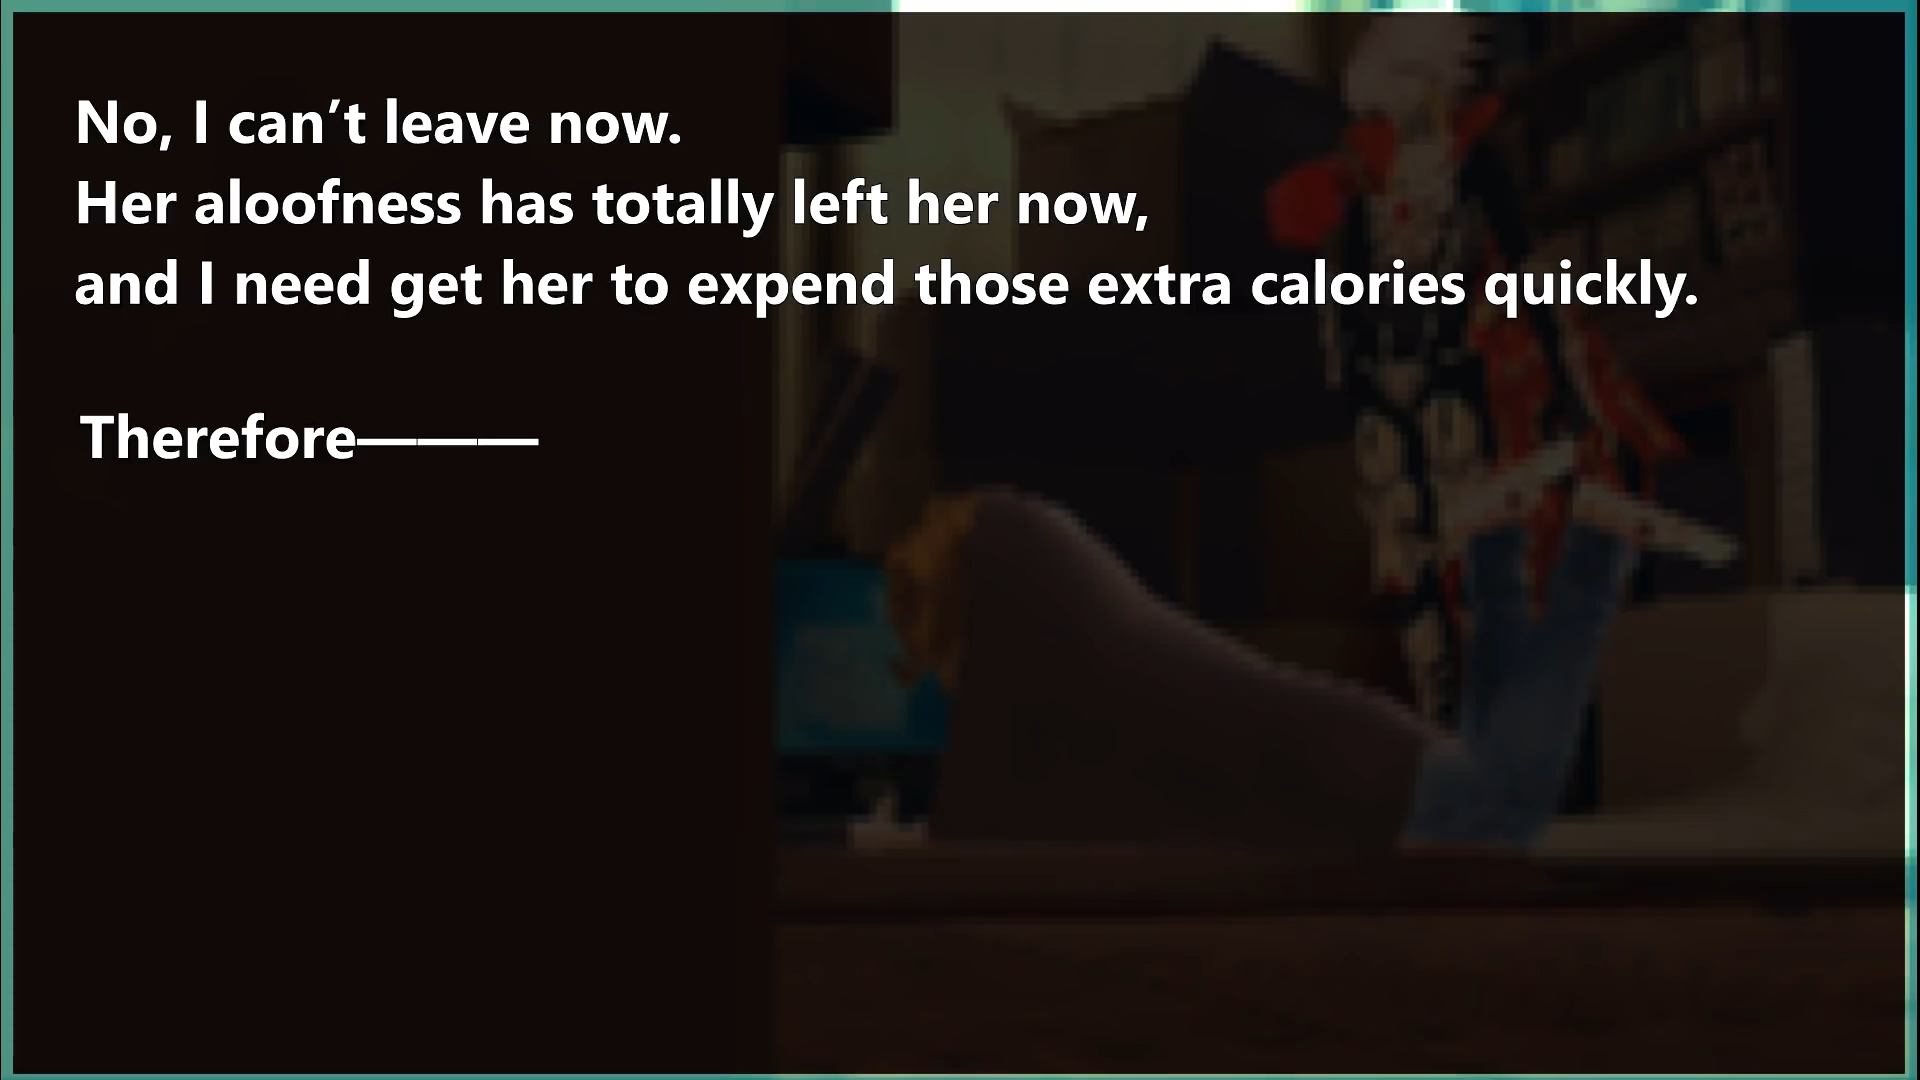 No, I can’t leave now.
Her aloofness has totally left her now,
and I need get her to expend those extra calories quickly.
Therefore———